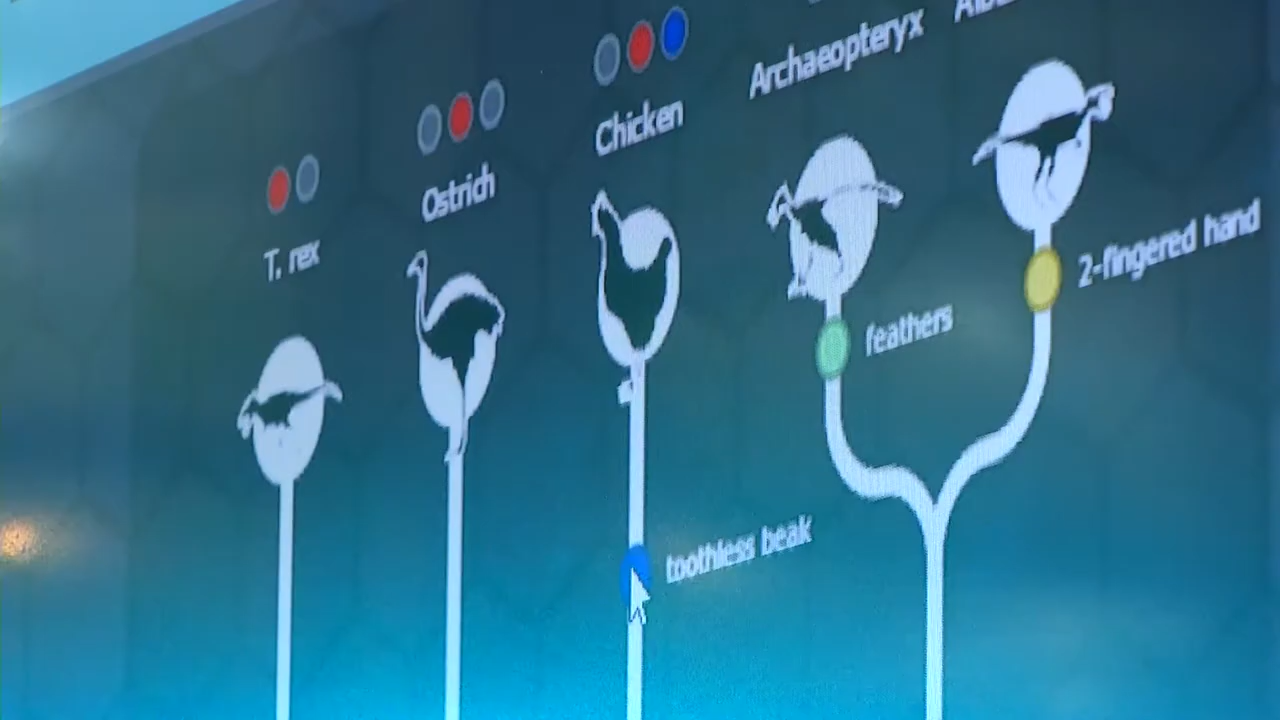 Archaeopteryx
Chicken
Ostrich
T. rex
2-fingered hand
feathers
toothless beak